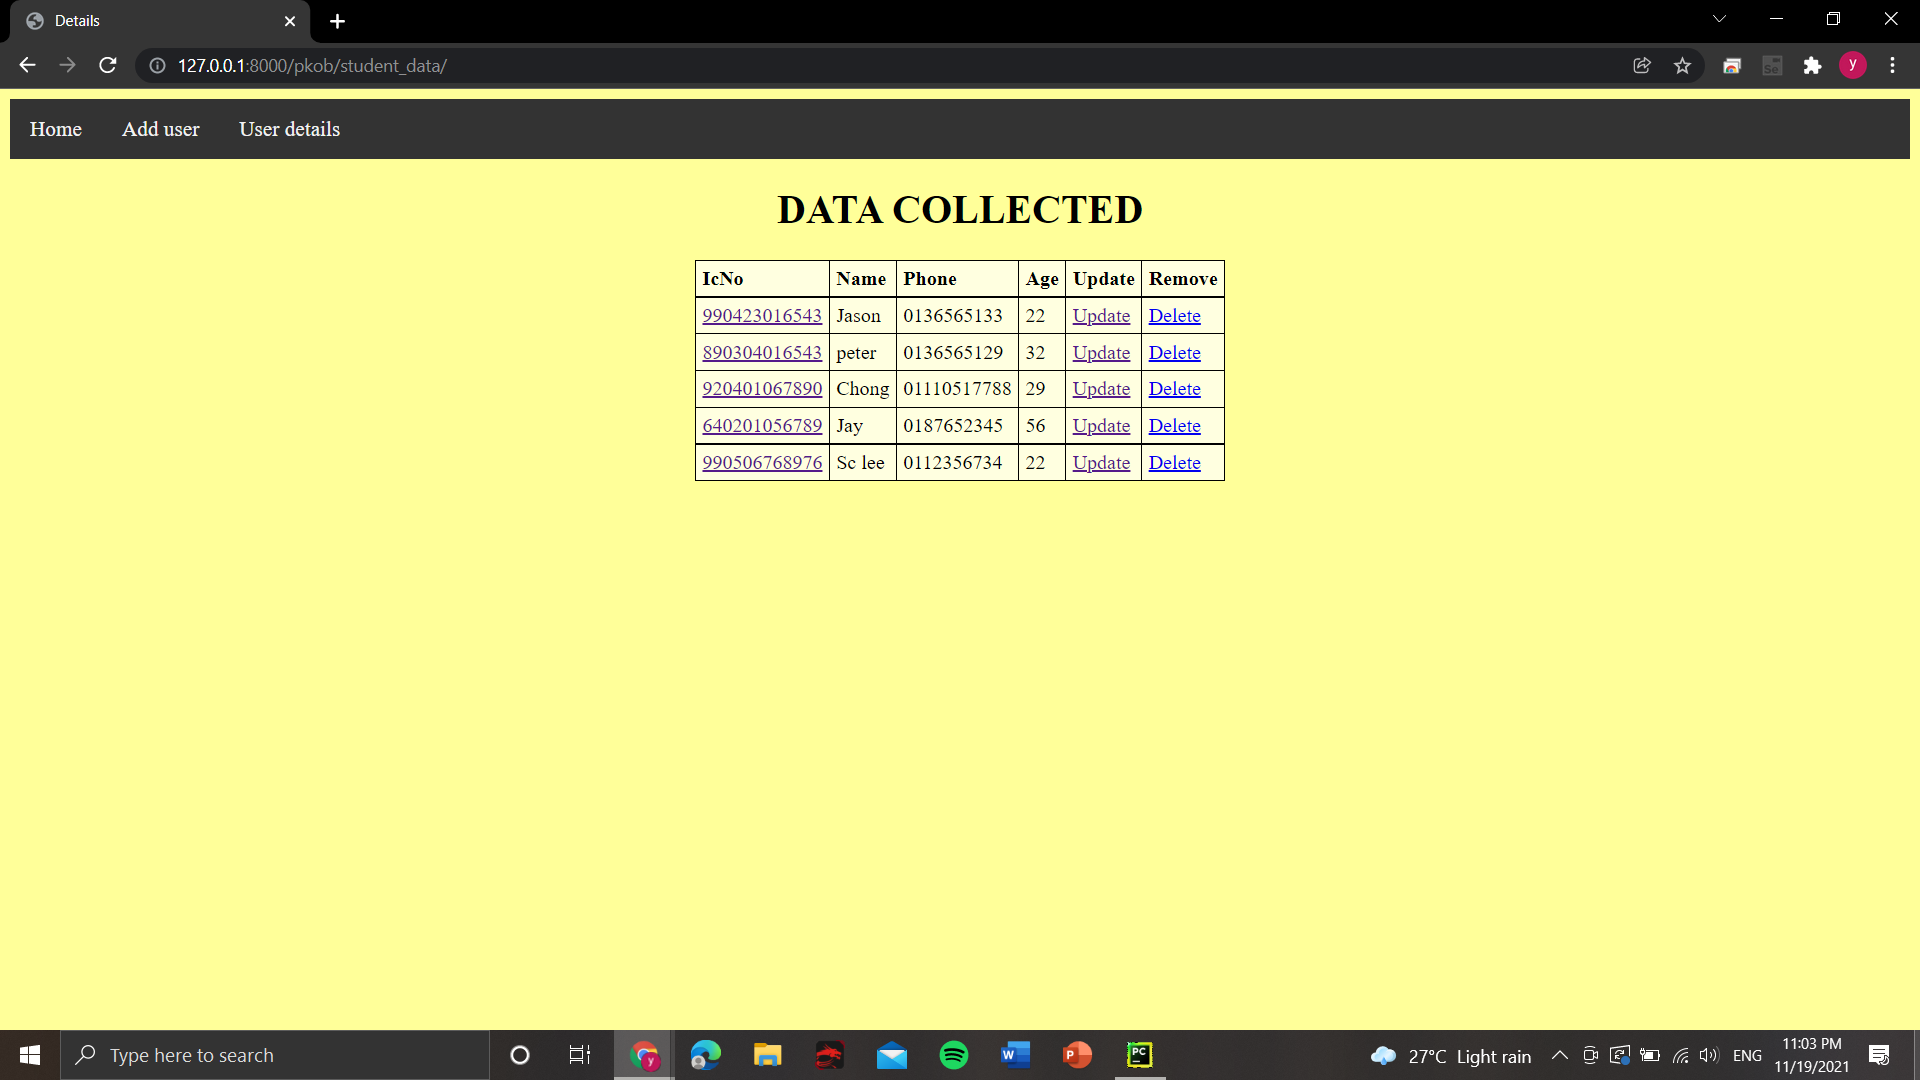 Details
127.0.0.1:8000/pkob/student_data/
y
Home Add user User details
DATA COLLECTED
IcNo Name Phone Age Update Remove
990423016543 Jason 0136565133 22 Update Delete
890304016543 peter 0136565129 32 Update Delete
920401067890 Chong 01110517788 29 Update Delete
640201056789 Jay 0187652345 56 Update Delete
990506768976 Sc lee 0112356734 22 Update Delete
Type here to search
27°C Light rain
ENG
11:03 PM
11/19/2021